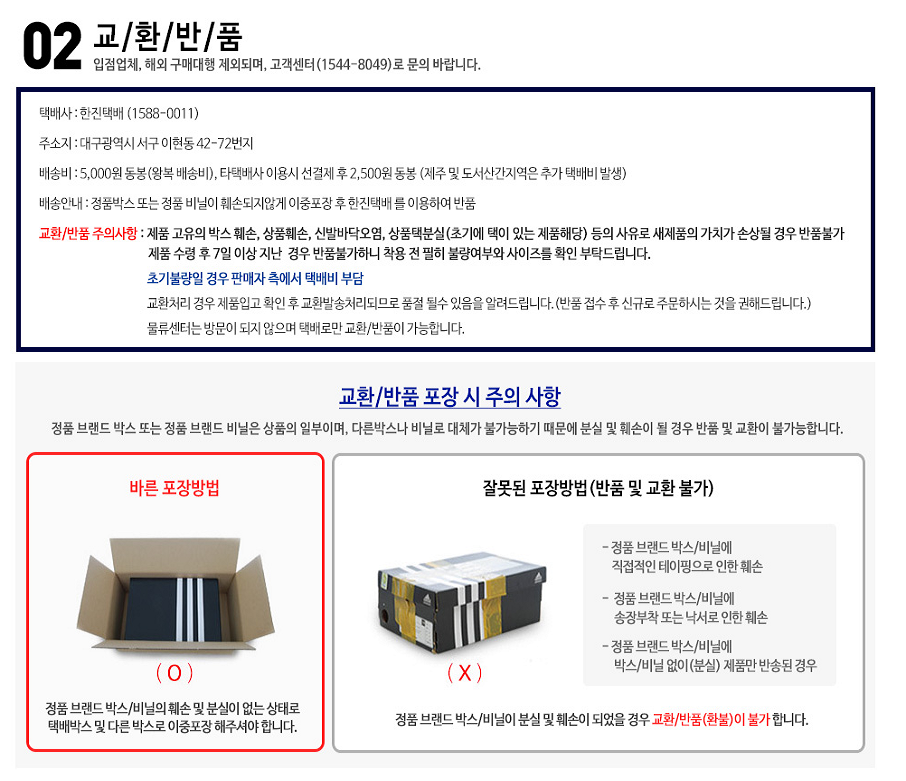 02 교/환/반/품
입점업체, 해외 구매대행 제외되며, 고객센터(1544-8049)로 문의 바랍니다.
택배사 : 한진택배 (1588-0011)
주소지 : 대구광역시 서구 이현동 42-72번지
배송비 : 5,000원 동봉(왕복 배송비), 타택배사 이용시 선결제 후 2,500원 동봉 (제주 및 도서산간지역은 추가 택배비 발생)
배송안내 : 정품박스 또는 정품 비닐이 훼손되지않게 이중포장 후 한진택배 를 이용하여 반품
교환/반품 주의사항 : 제품 고유의 박스 훼손, 상품훼손, 신발바닥오염, 상품택분실(초기에 택이 있는 제품해당) 등의 사유로 새제품의 가치가 손상될 경우 반품불가
제품 수령 후 7일 이상 지난 경우 반품불가하니 착용 전 필히 불량여부와 사이즈를 확인 부탁드립니다.
초기불량일 경우 판매자 측에서 택배비 부담
교환처리 경우 제품입고 확인 후 교환발송처리되므로 품절 될수 있음을 알려드립니다.(반품 접수 후 신규로 주문하시는 것을 권해드립니다.)
물류센터는 방문이 되지 않으며 택배로만 교환/반품이 가능합니다.
교환/반품 포장 시 주의 사항
정품 브랜드 박스 또는 정품 브랜드 비닐은 상품의 일부이며, 다른박스나 비닐로 대체가 불가능하기 때문에 분실 및 훼손이 될 경우 반품 및 교환이 불가능합니다.
바른 포장방법
(O)
정품 브랜드 박스/비닐의 훼손 및 분실이 없는 상태로
택배박스 및 다른 박스로 이중포장 해주셔야 합니다.
잘못된 포장방법(반품 및 교환 불가)
(X)
- 정품 브랜드 박스/비닐에
직접적인 테이핑으로 인한 훼손
- 정품 브랜드 박스/비닐에
송장부착 또는 낙서로 인한 훼손
- 정품 브랜드 박스/비닐에
박스/비닐 없이(분실) 제품만 반송된 경우
정품 브랜드 박스/비닐이 분실 및 훼손이 되었을 경우 교환/반품(환불)이 불가 합니다.